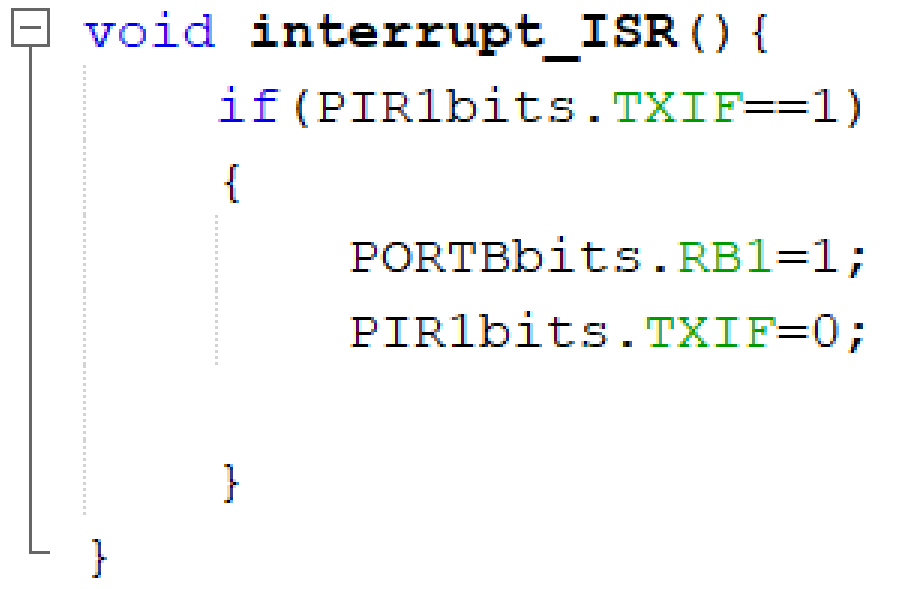 void interrupt_ISR(){
if(PIR1bits.TXIF==1)
{
PORTBbits.RB1=1;
PIR1bits.TXIF=0;
}
}